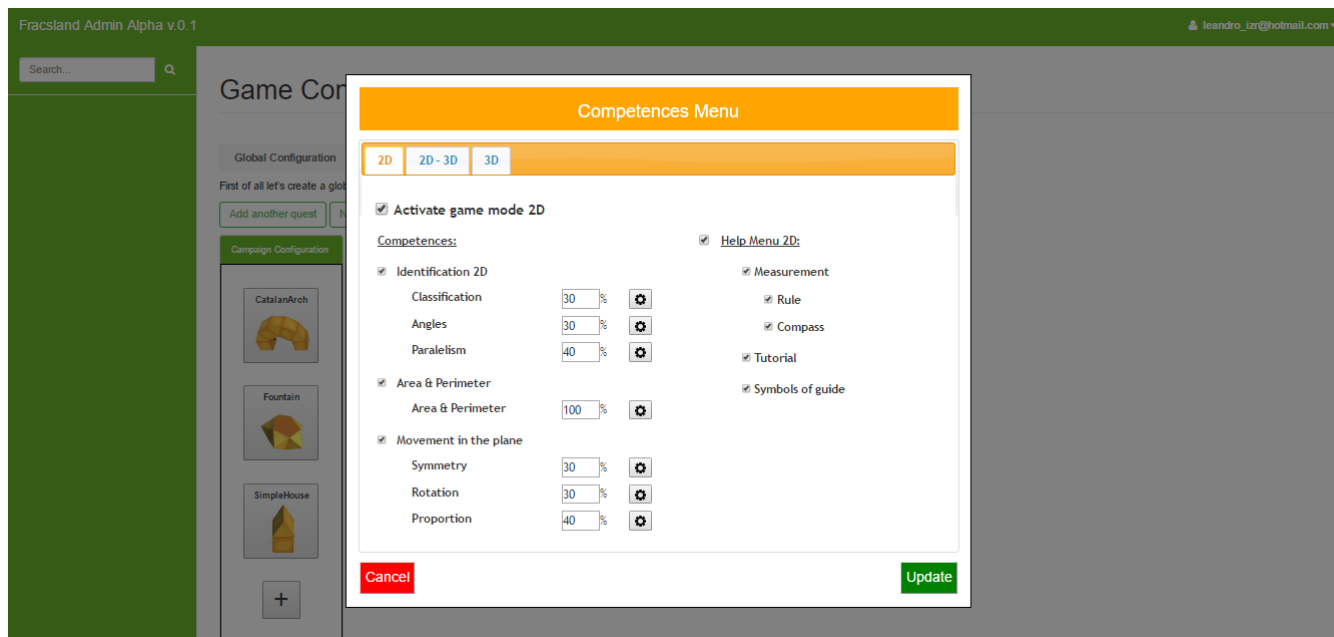 Fracsland Admin Alpha v.0.1
leandro_izr@hotmail.com
Search...
Game Con
Global Configuration
First of all let's create a glob
Add another quest
N
Campaign Configuration
CatalanArch
Fountain
SimpleHouse
+
Competences Menu
2D 2D - 3D 3D
Activate game mode 2D
Competences:
Identification 2D
Classification 30 %
Angles 30 %
Paralelism 40 %
Area & Perimeter
Area & Perimeter 100 %
Movement in the plane
Symmetry 30 %
Rotation 30 %
Proportion 40 %
Help Menu 2D:
Measurement
Rule
Compass
Tutorial
Symbols of guide
Cancel
Update